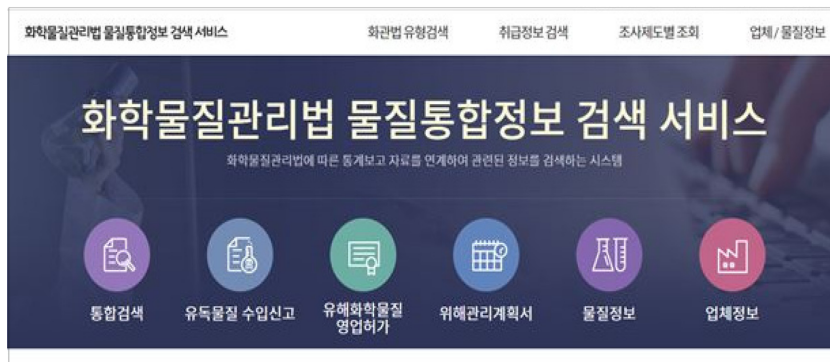 화학물질관리법 물질통합정보 검색 서비스 화관법 유형검색 취급정보 검색 조사제도별 조회 업체 / 물질정보
화학물질관리법 물질통합정보 검색 서비스
화학물질관리법에 따른 통계보고 자료를 연계하여 관련된 정보를 검색하는 시스템
통합검색 유독물질 수입신고 유해화학물질 영업허가 위해관리계획서 물질정보 업체정보